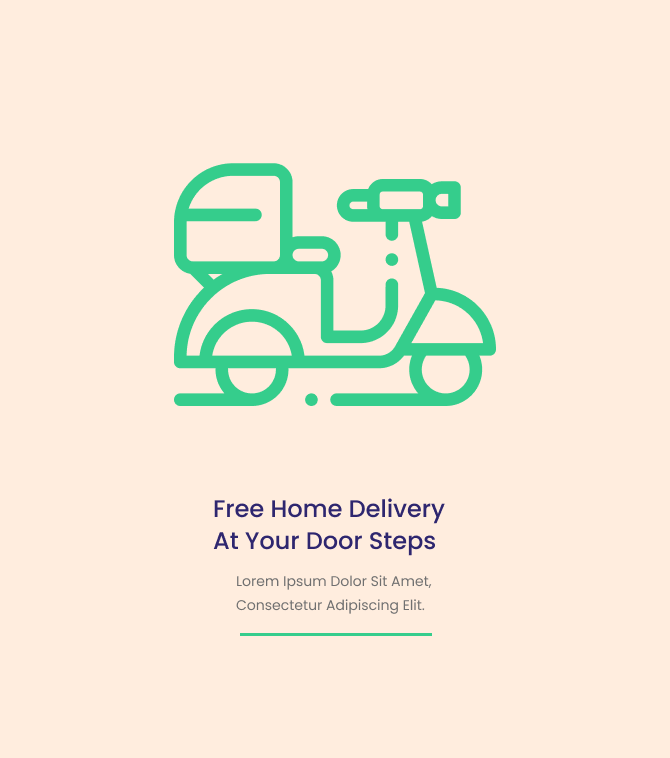 Free Home Delivery
At Your Door Steps
Lorem Ipsum Dolor Sit Amet,
Consectetur Adipiscing Elit.